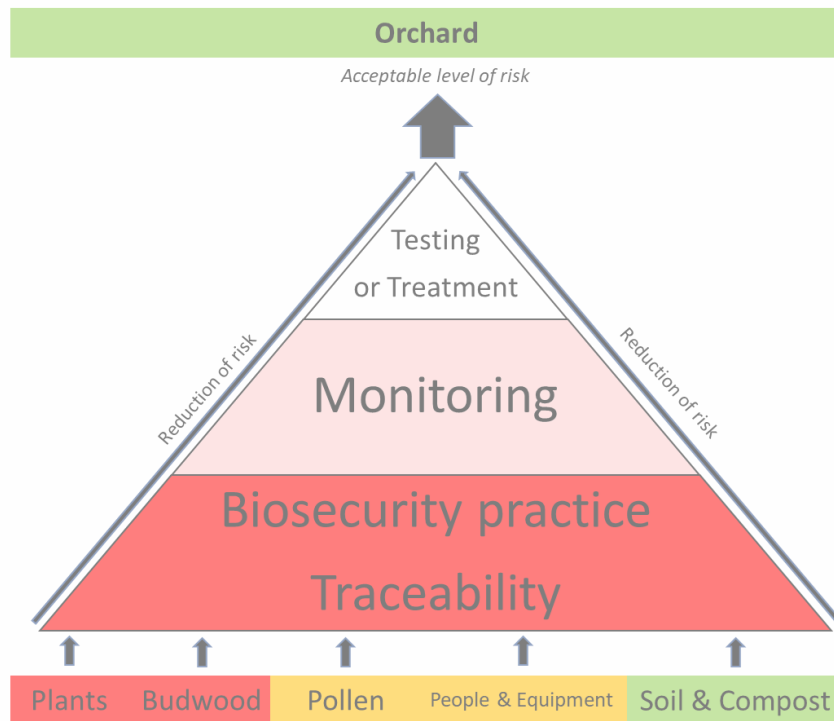 Orchard
Acceptable level of risk
Testing
or Treatment
Reduction of risk
Reduction of risk
Monitoring
Biosecurity practice
Traceability
Plants
Budwood
Pollen
People & Equipment
Soil & Compost